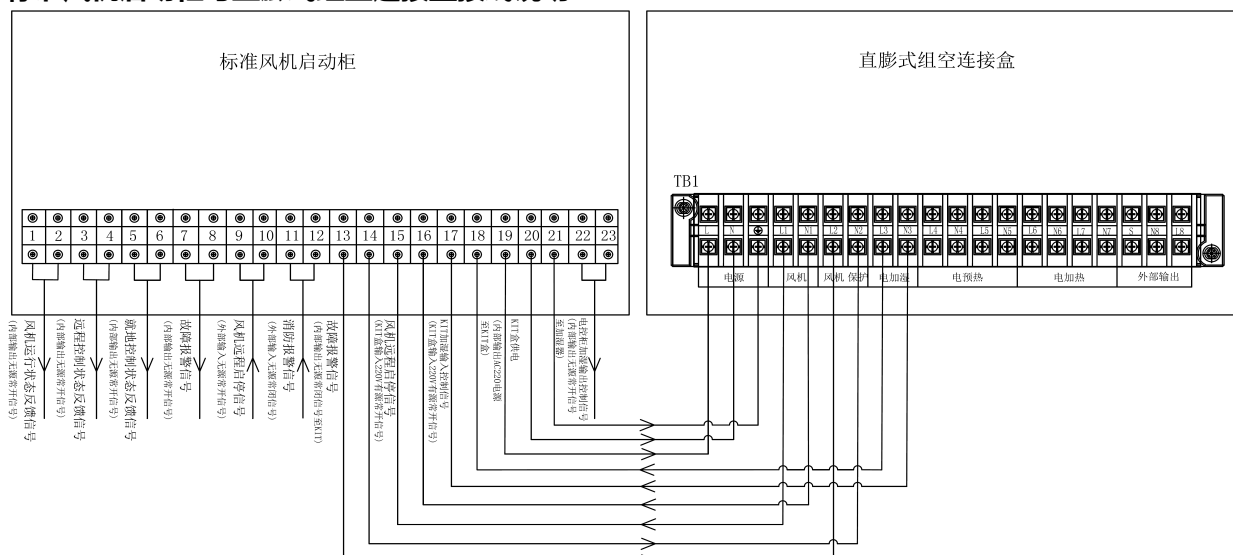 标准风机启动柜
直膨式组空连接盒
TB1
1 2 3 4 5 6 7 8 9 10 11 12 13 14 15 16 17 18 19 20 21 22 23
L N L1 N1 L2 N2 L3 N3 L4 N4 L5 N5 L6 N6 L7 N7 S N8 L8
电源 风机 风机 保护 电加湿 电预热 电加热 外部输出
风机运行状态反馈信号
(内部输出无源常开信号)
远程控制状态反馈信号
(内部输出无源常开信号)
就地控制状态反馈信号
(内部输出无源常开信号)
故障报警信号
(内部输出无源常开信号)
风机远程启停信号
(外部输入无源常开信号)
消防报警信号
(外部输入无源常闭信号)
故障报警信号
(内部输出无源常闭信号至KIT)
风机远程启停信号
(KIT盒输入220V有源常开信号)
KIT加湿输入控制信号
(KIT盒输入220V有源常开信号)
KIT盒供电
(内部输出AC220电源
至KIT盒)
电控柜加湿输出控制信号
(内部输出无源常开信号
至加湿器)